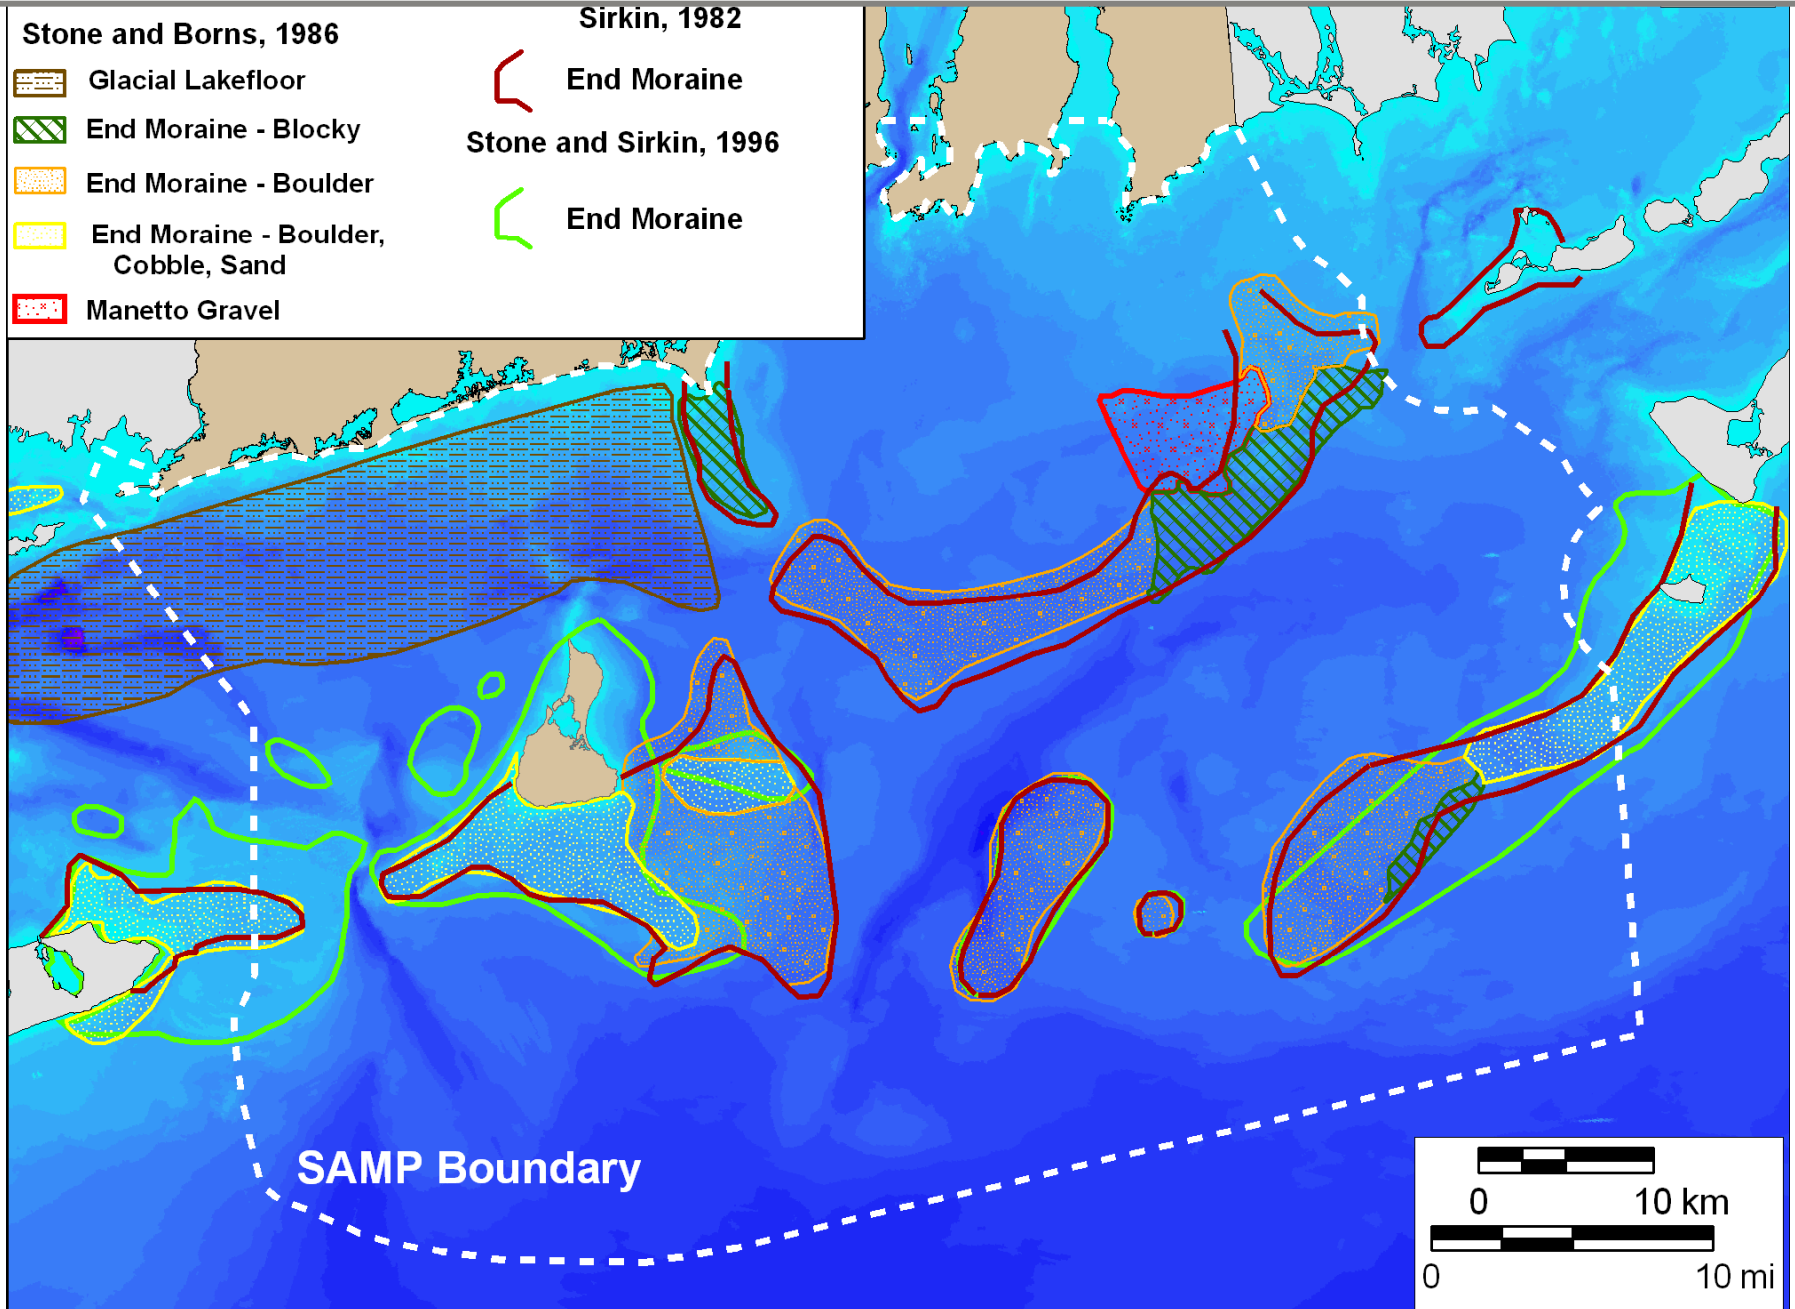 Stone and Borns, 1986
Glacial Lakefloor
End Moraine - Blocky
End Moraine - Boulder
End Moraine - Boulder,
Cobble, Sand
Manetto Gravel
Sirkin, 1982
End Moraine
Stone and Sirkin, 1996
End Moraine
SAMP Boundary
0 10 km
0 10 mi